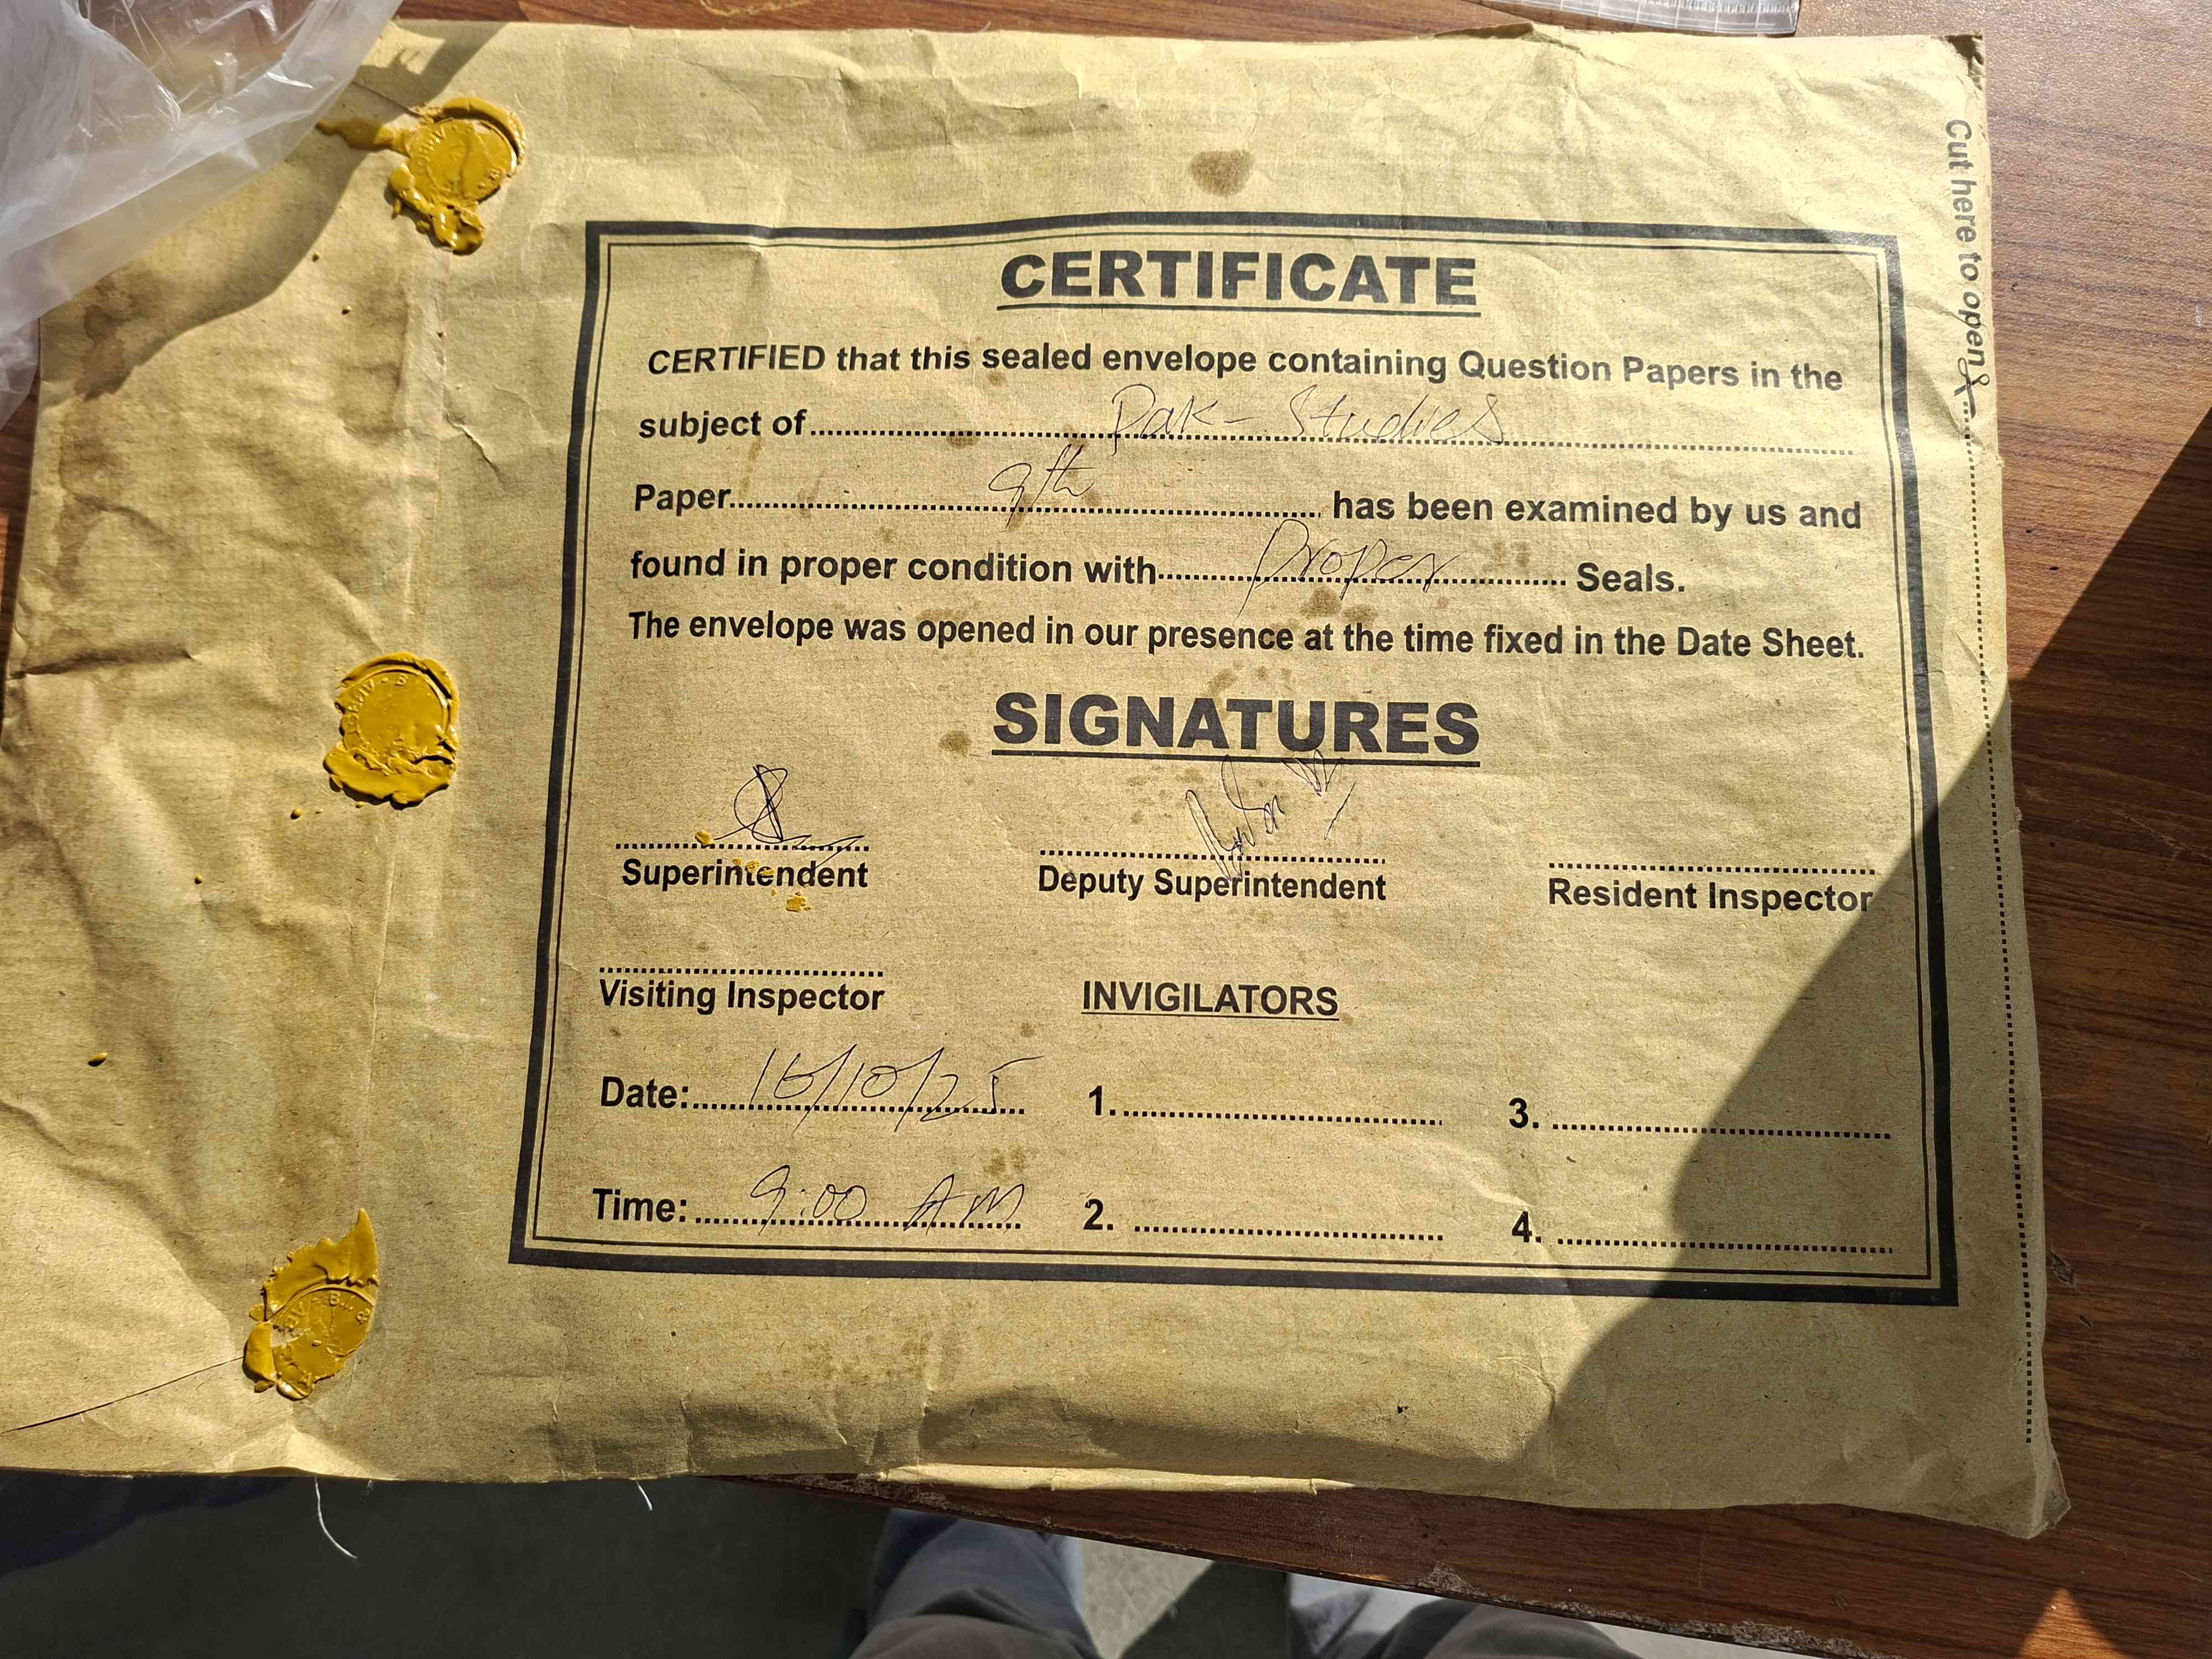 Cut here to open
CERTIFICATE
CERTIFIED that this sealed envelope containing Question Papers in the
subject of Pak-Studies
Paper 9th has been examined by us and
found in proper condition with Proper Seals.
The envelope was opened in our presence at the time fixed in the Date Sheet.
SIGNATURES
Superintendent Deputy Superintendent Resident Inspector
Visiting Inspector INVIGILATORS
Date: 16/10/25 1. 3.
Time: 9:00 AM 2. 4.